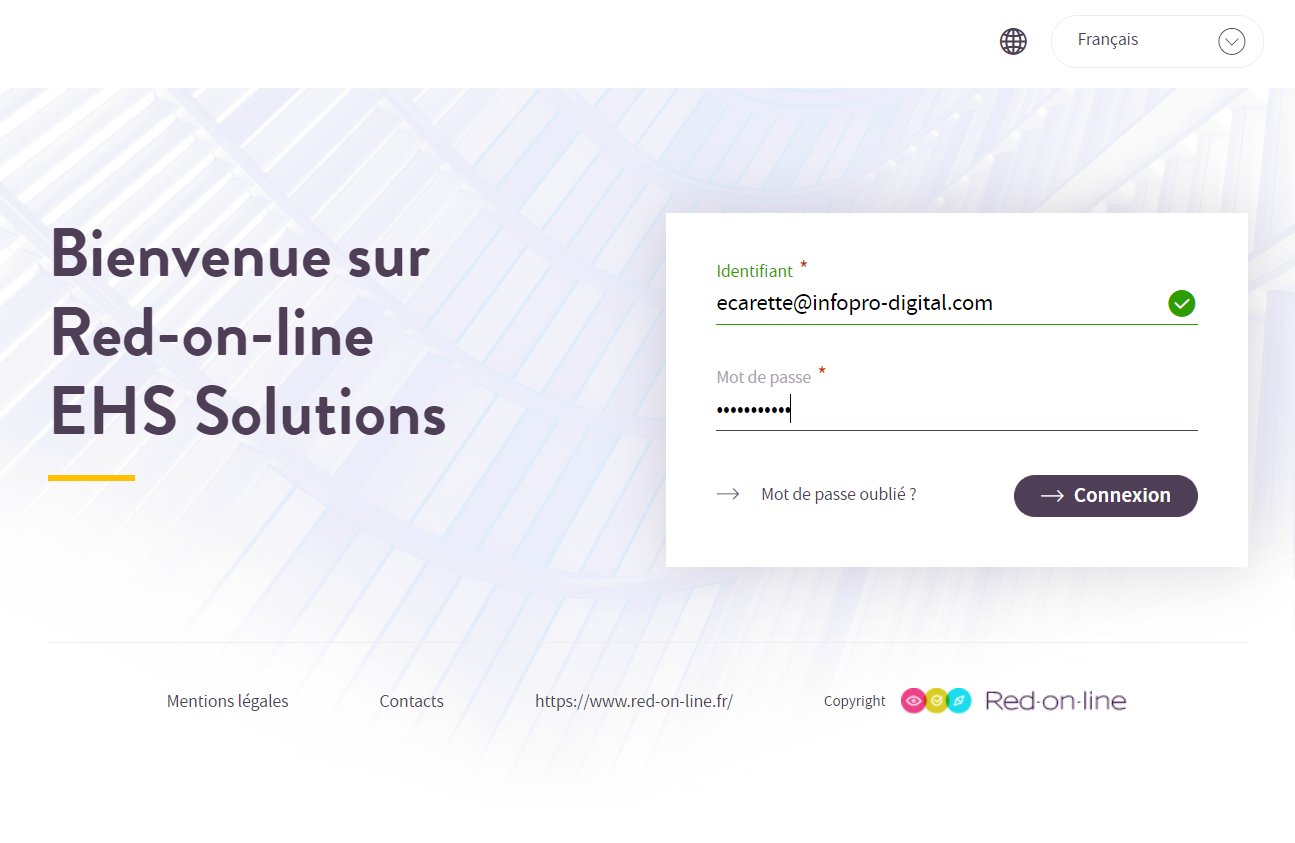 Français
Bienvenue sur
Red-on-line
EHS Solutions
Identifiant *
ecarette@infopro-digital.com
Mot de passe *
•••••••••••
Mot de passe oublié ?
Connexion
Mentions légales
Contacts
https://www.red-on-line.fr/
Copyright
Red·on·line